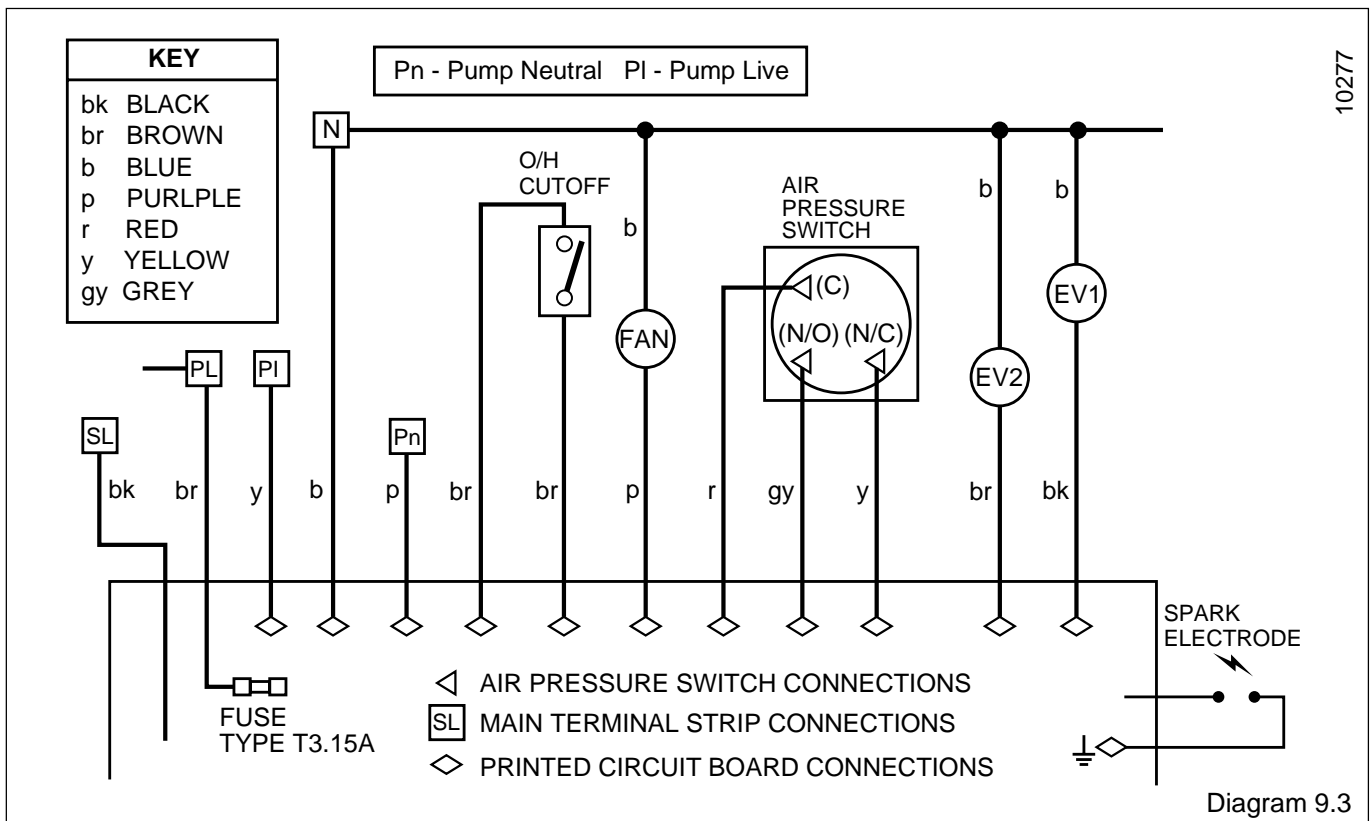 KEY
bk BLACK
br BROWN
b BLUE
p PURLPLE
r RED
y YELLOW
gy GREY
Pn - Pump Neutral Pl - Pump Live
10277
N
O/H
CUTOFF
AIR
PRESSURE
SWITCH
b
b
b
(C)
EV1
(N/O) (N/C)
FAN
PL
Pl
EV2
SL
Pn
bk
br
y
b
p
br
br
p
r
gy
y
br
bk
SPARK
ELECTRODE
FUSE
TYPE T3.15A
AIR PRESSURE SWITCH CONNECTIONS
SL MAIN TERMINAL STRIP CONNECTIONS
PRINTED CIRCUIT BOARD CONNECTIONS
Diagram 9.3